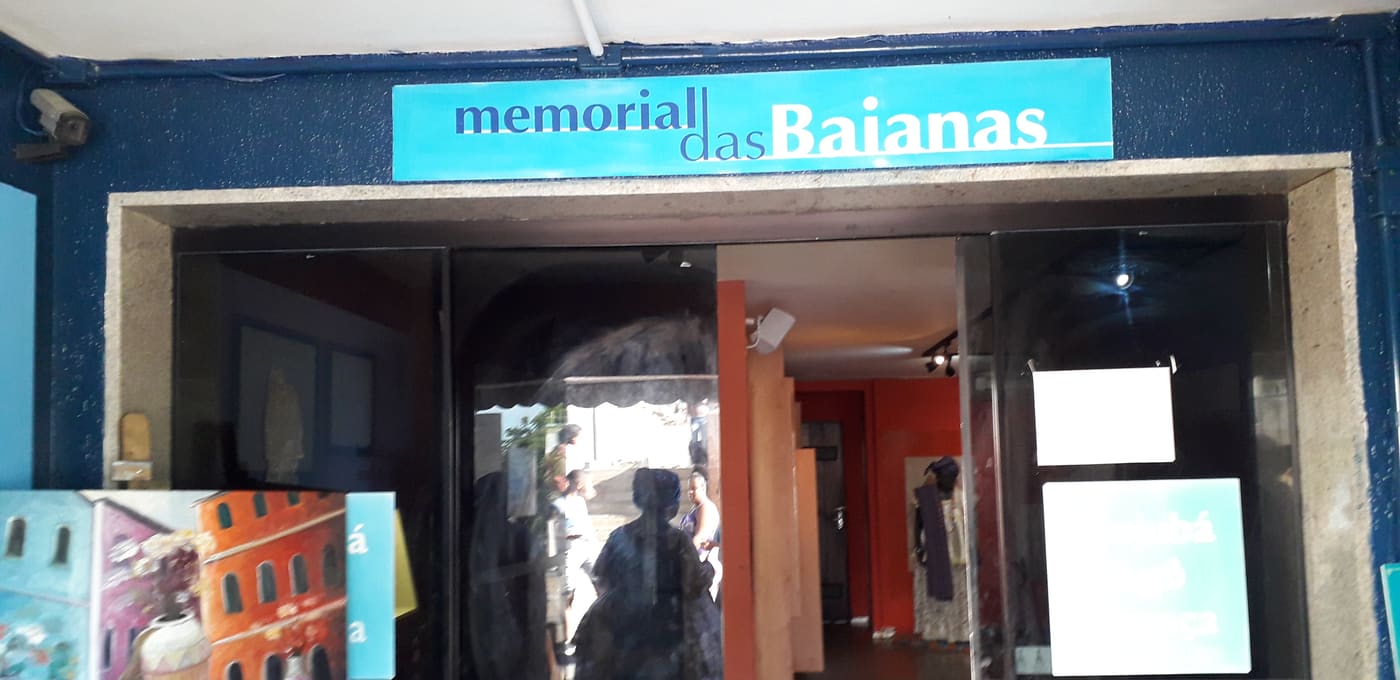 memorial
das Baianas
á
a